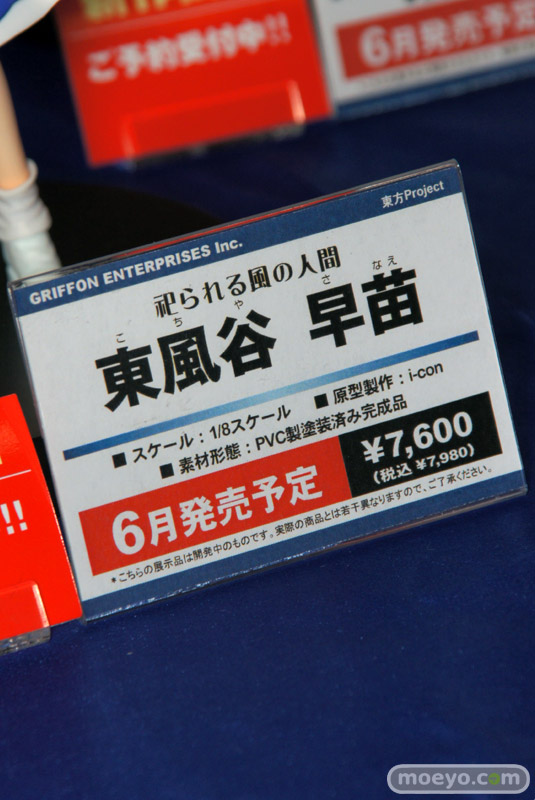 ご予約受付中!!
6月発売予定
東方Project
GRIFFON ENTERPRISES Inc.
祀られる風の人間
こちや さなえ
東風谷 早苗
■ スケール：1/8スケール ■ 原型製作：i-con
■ 素材形態：PVC製塗装済み完成品
6月発売予定
¥7,600
(税込 ¥7,980)
*こちらの展示品は開発中のものです。実際の商品とは若干異なりますので、ご了承ください。
!!
moeyo.com